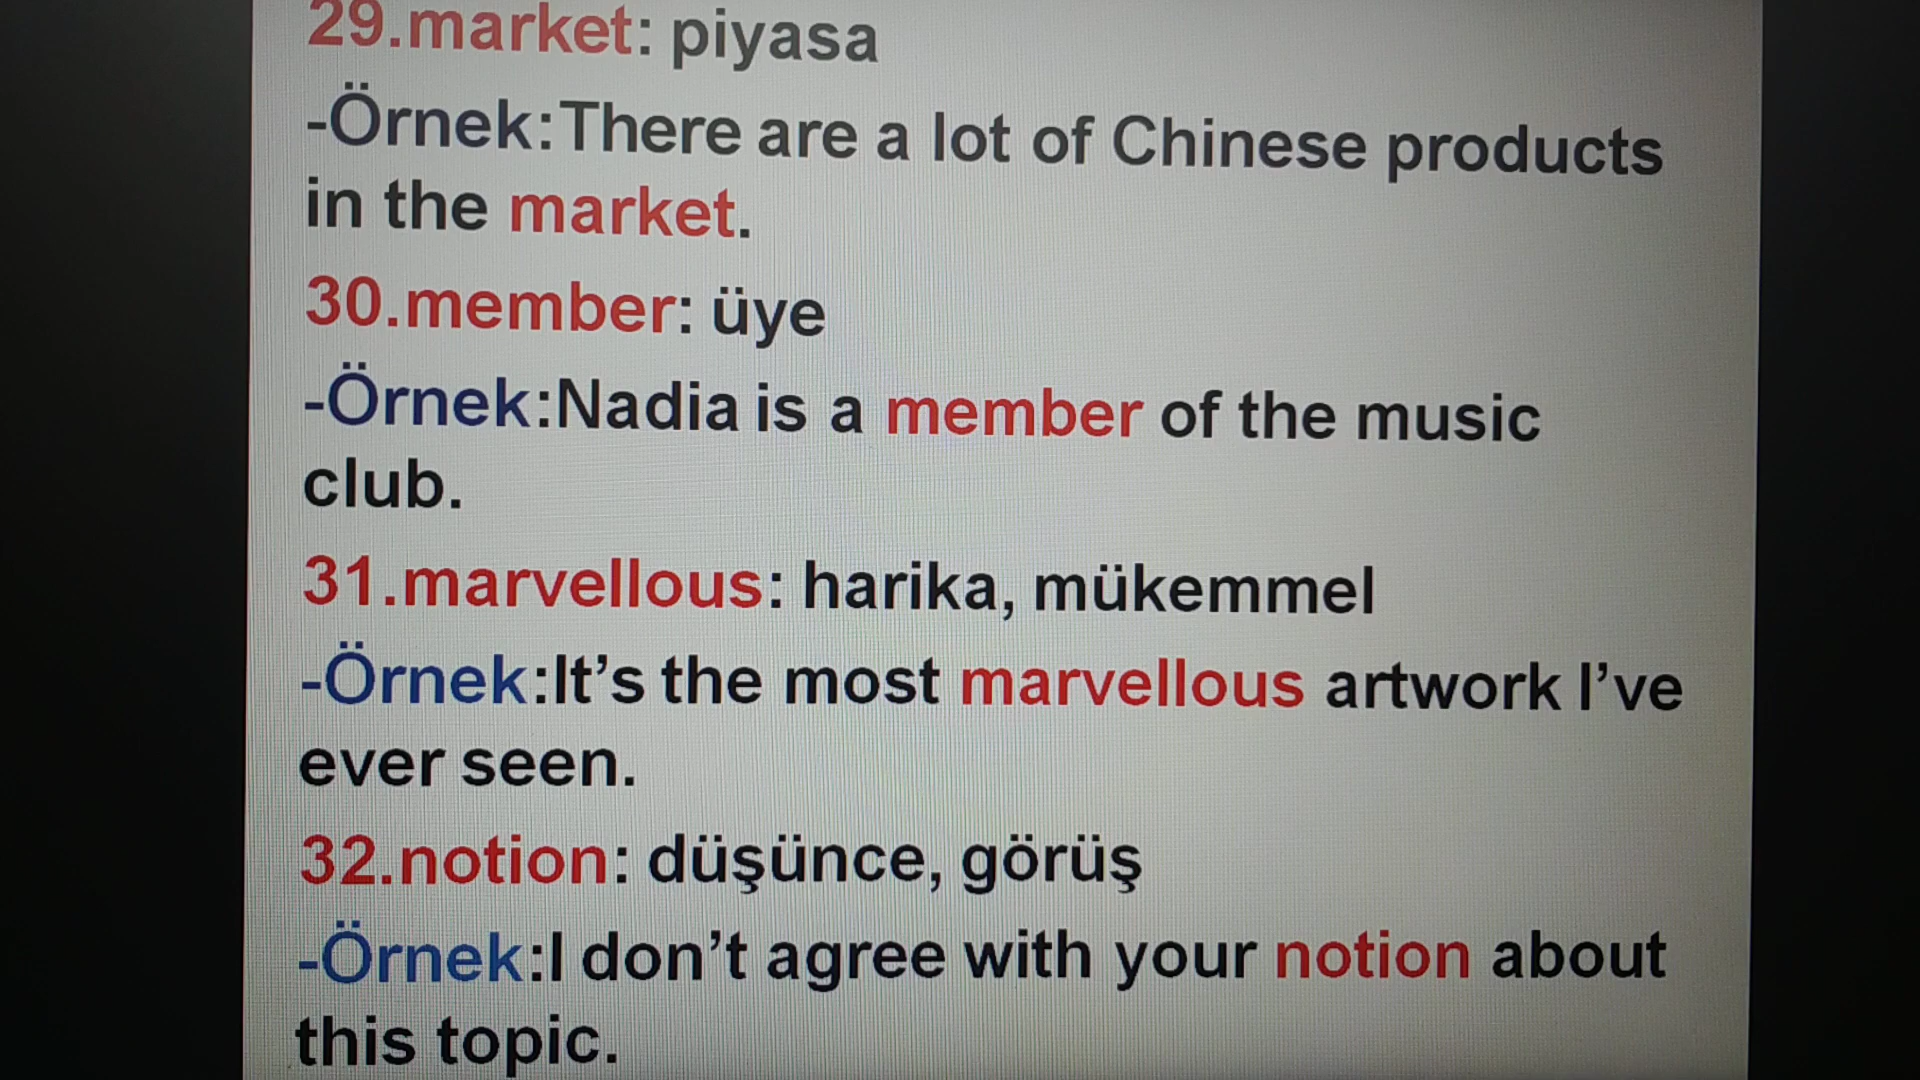 29.market: piyasa
-Örnek:There are a lot of Chinese products
in the market.
30.member: üye
-Örnek:Nadia is a member of the music
club.
31.marvellous: harika, mükemmel
-Örnek:It’s the most marvellous artwork I’ve
ever seen.
32.notion: düşünce, görüş
-Örnek:I don’t agree with your notion about
this topic.